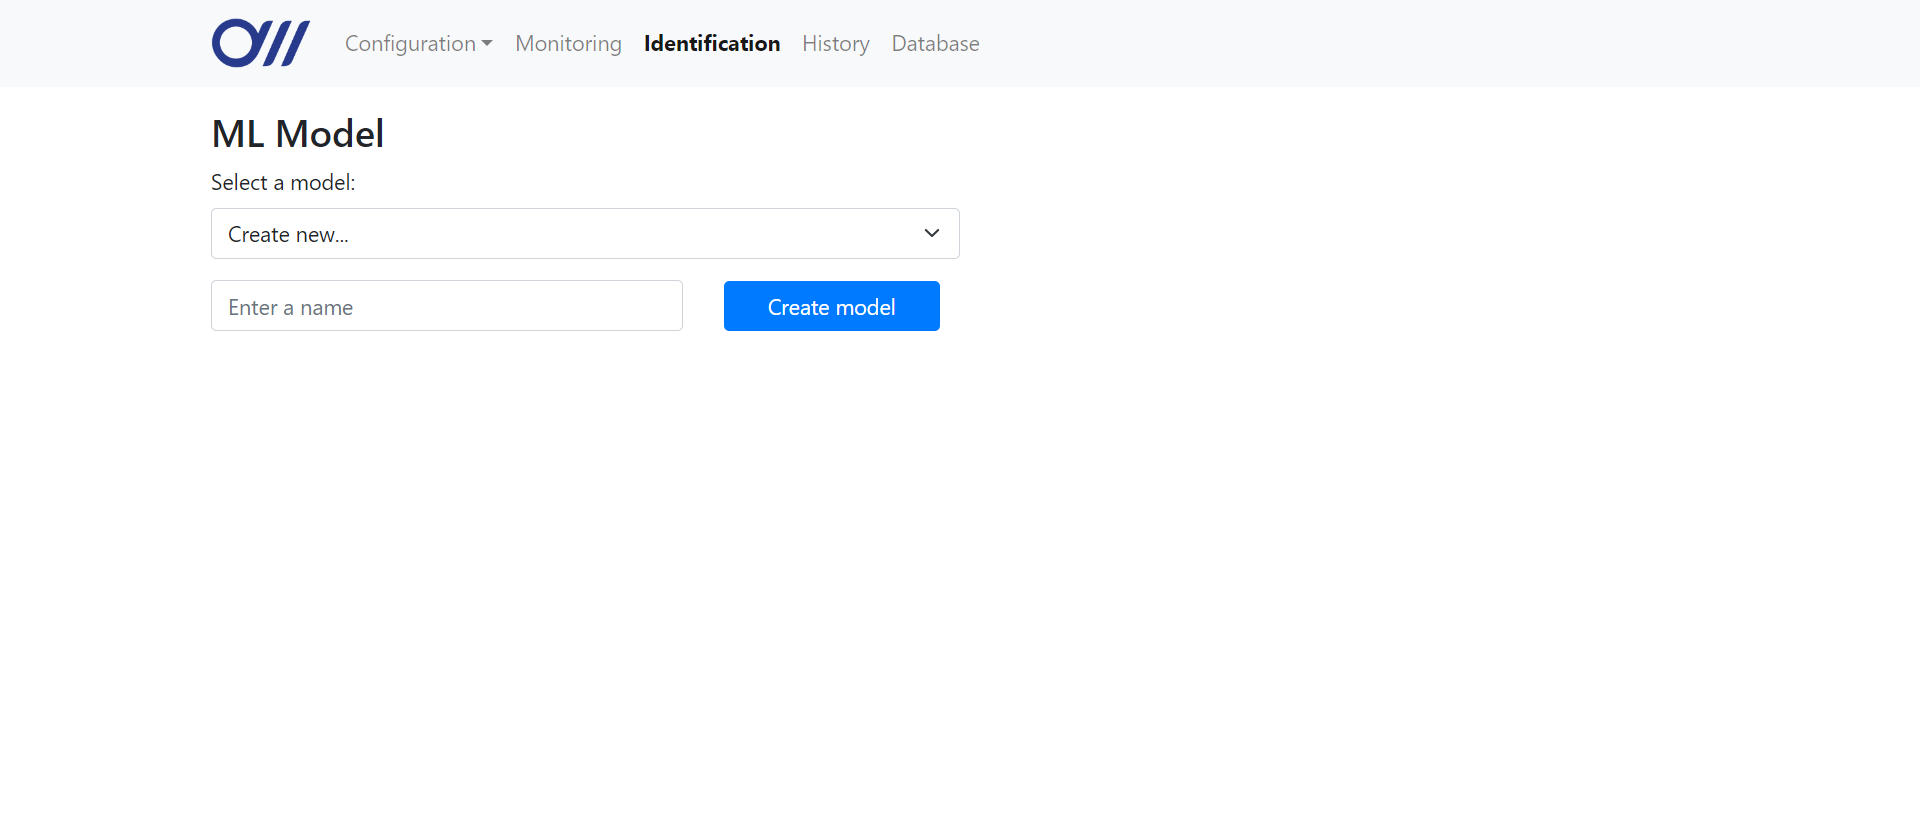 Configuration Monitoring Identification History Database
ML Model
Select a model:
Create new...
Enter a name Create model